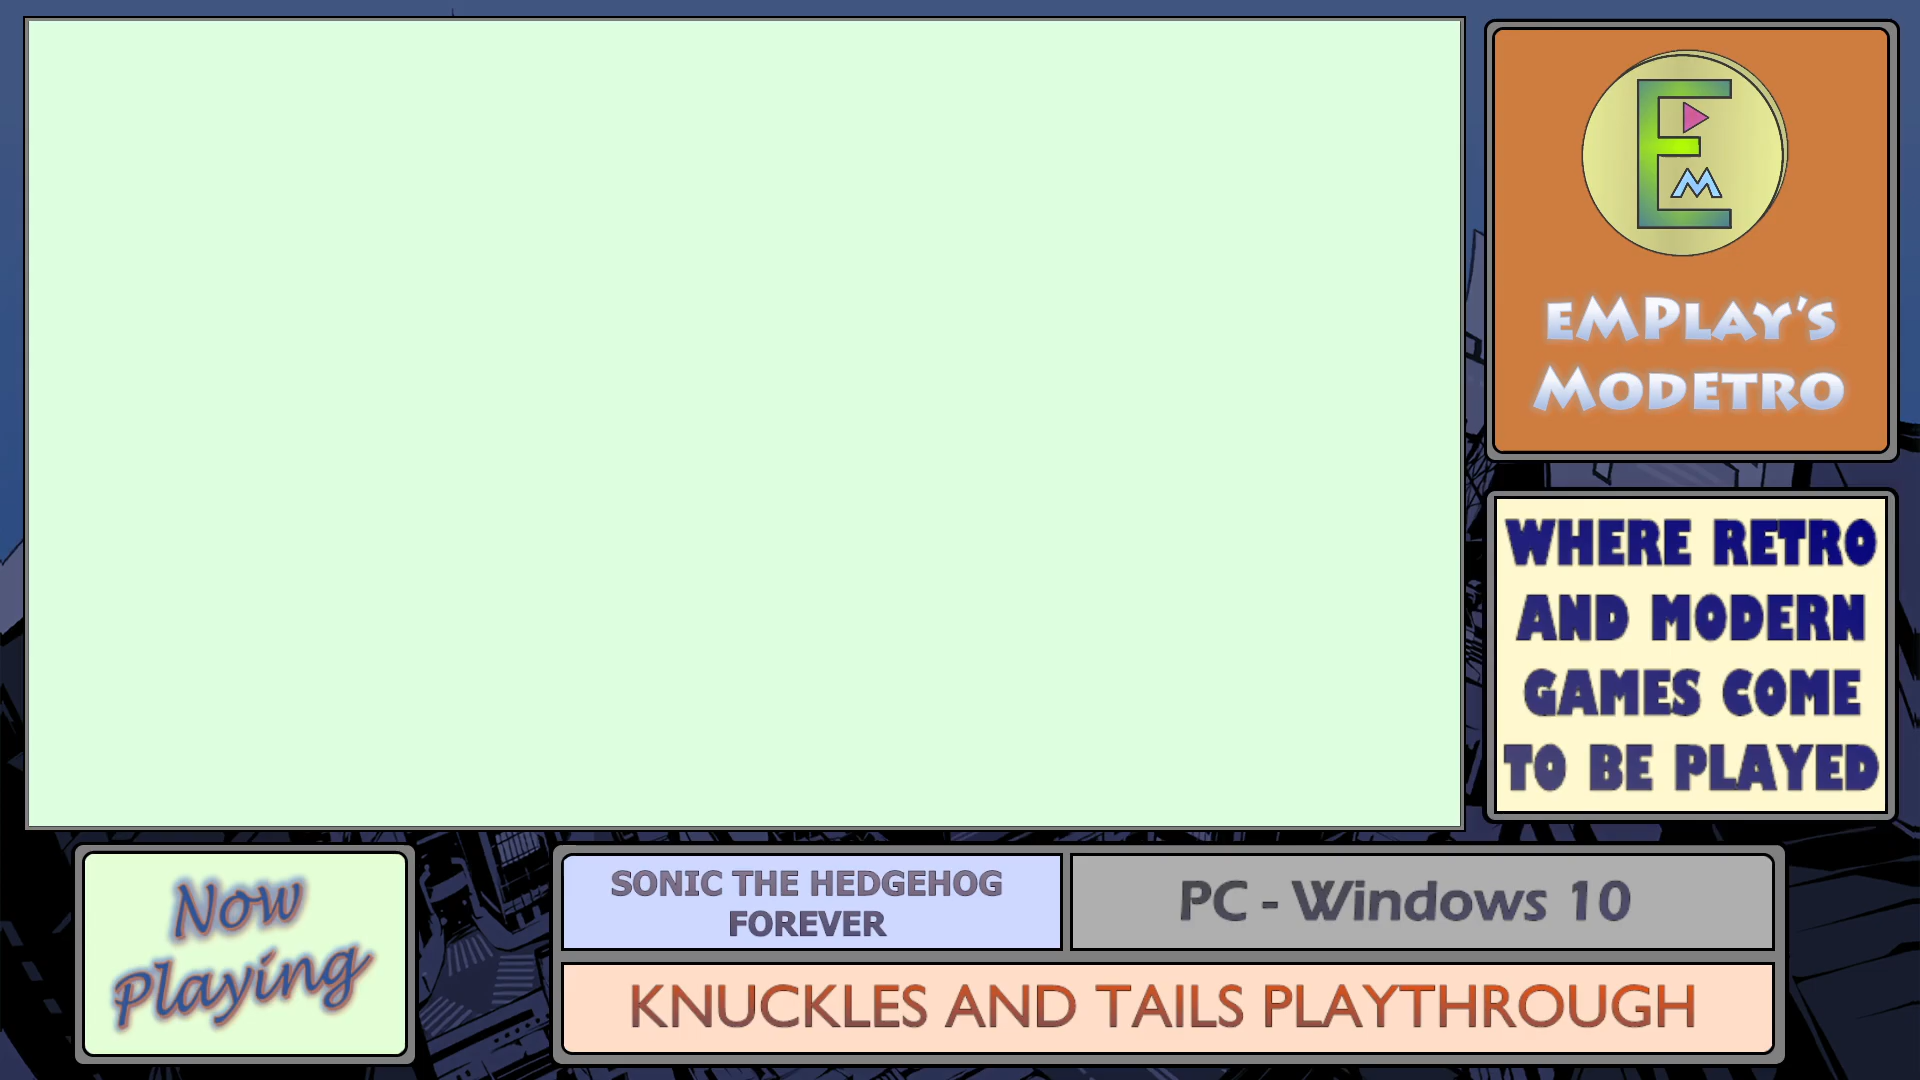 EM
EMPLAY'S
MODETRO
WHERE RETRO
AND MODERN
GAMES COME
TO BE PLAYED
Now
Playing
SONIC THE HEDGEHOG
FOREVER
PC - Windows 10
KNUCKLES AND TAILS PLAYTHROUGH